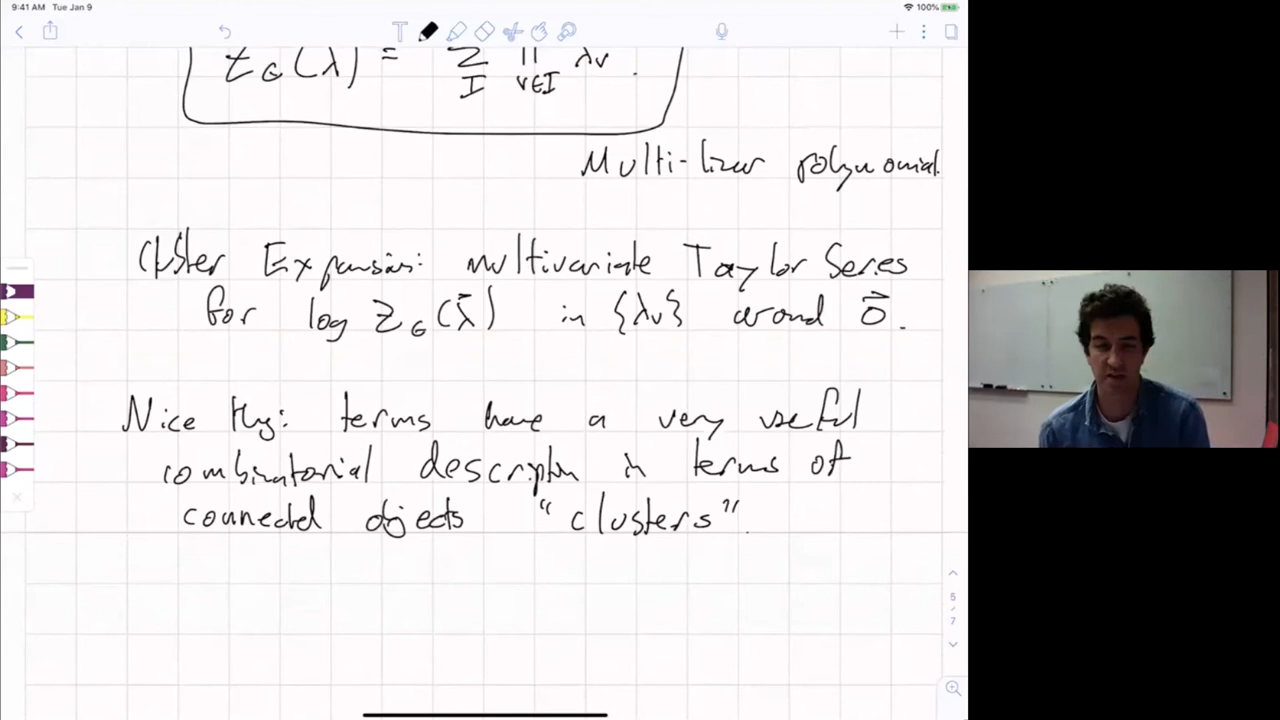 9:41 AM Tue Jan 9
100%
Z_G(λ) = Σ_I Π_{v∈I} λ_v.
Multi-linear polynomial.
Cluster Expansion: multivariate Taylor Series
for log Z_G(λ⃗) in {λ_v} around 0⃗.
Nice thing: terms have a very useful
combinatorial description in terms of
connected objects "clusters".
5
/
7